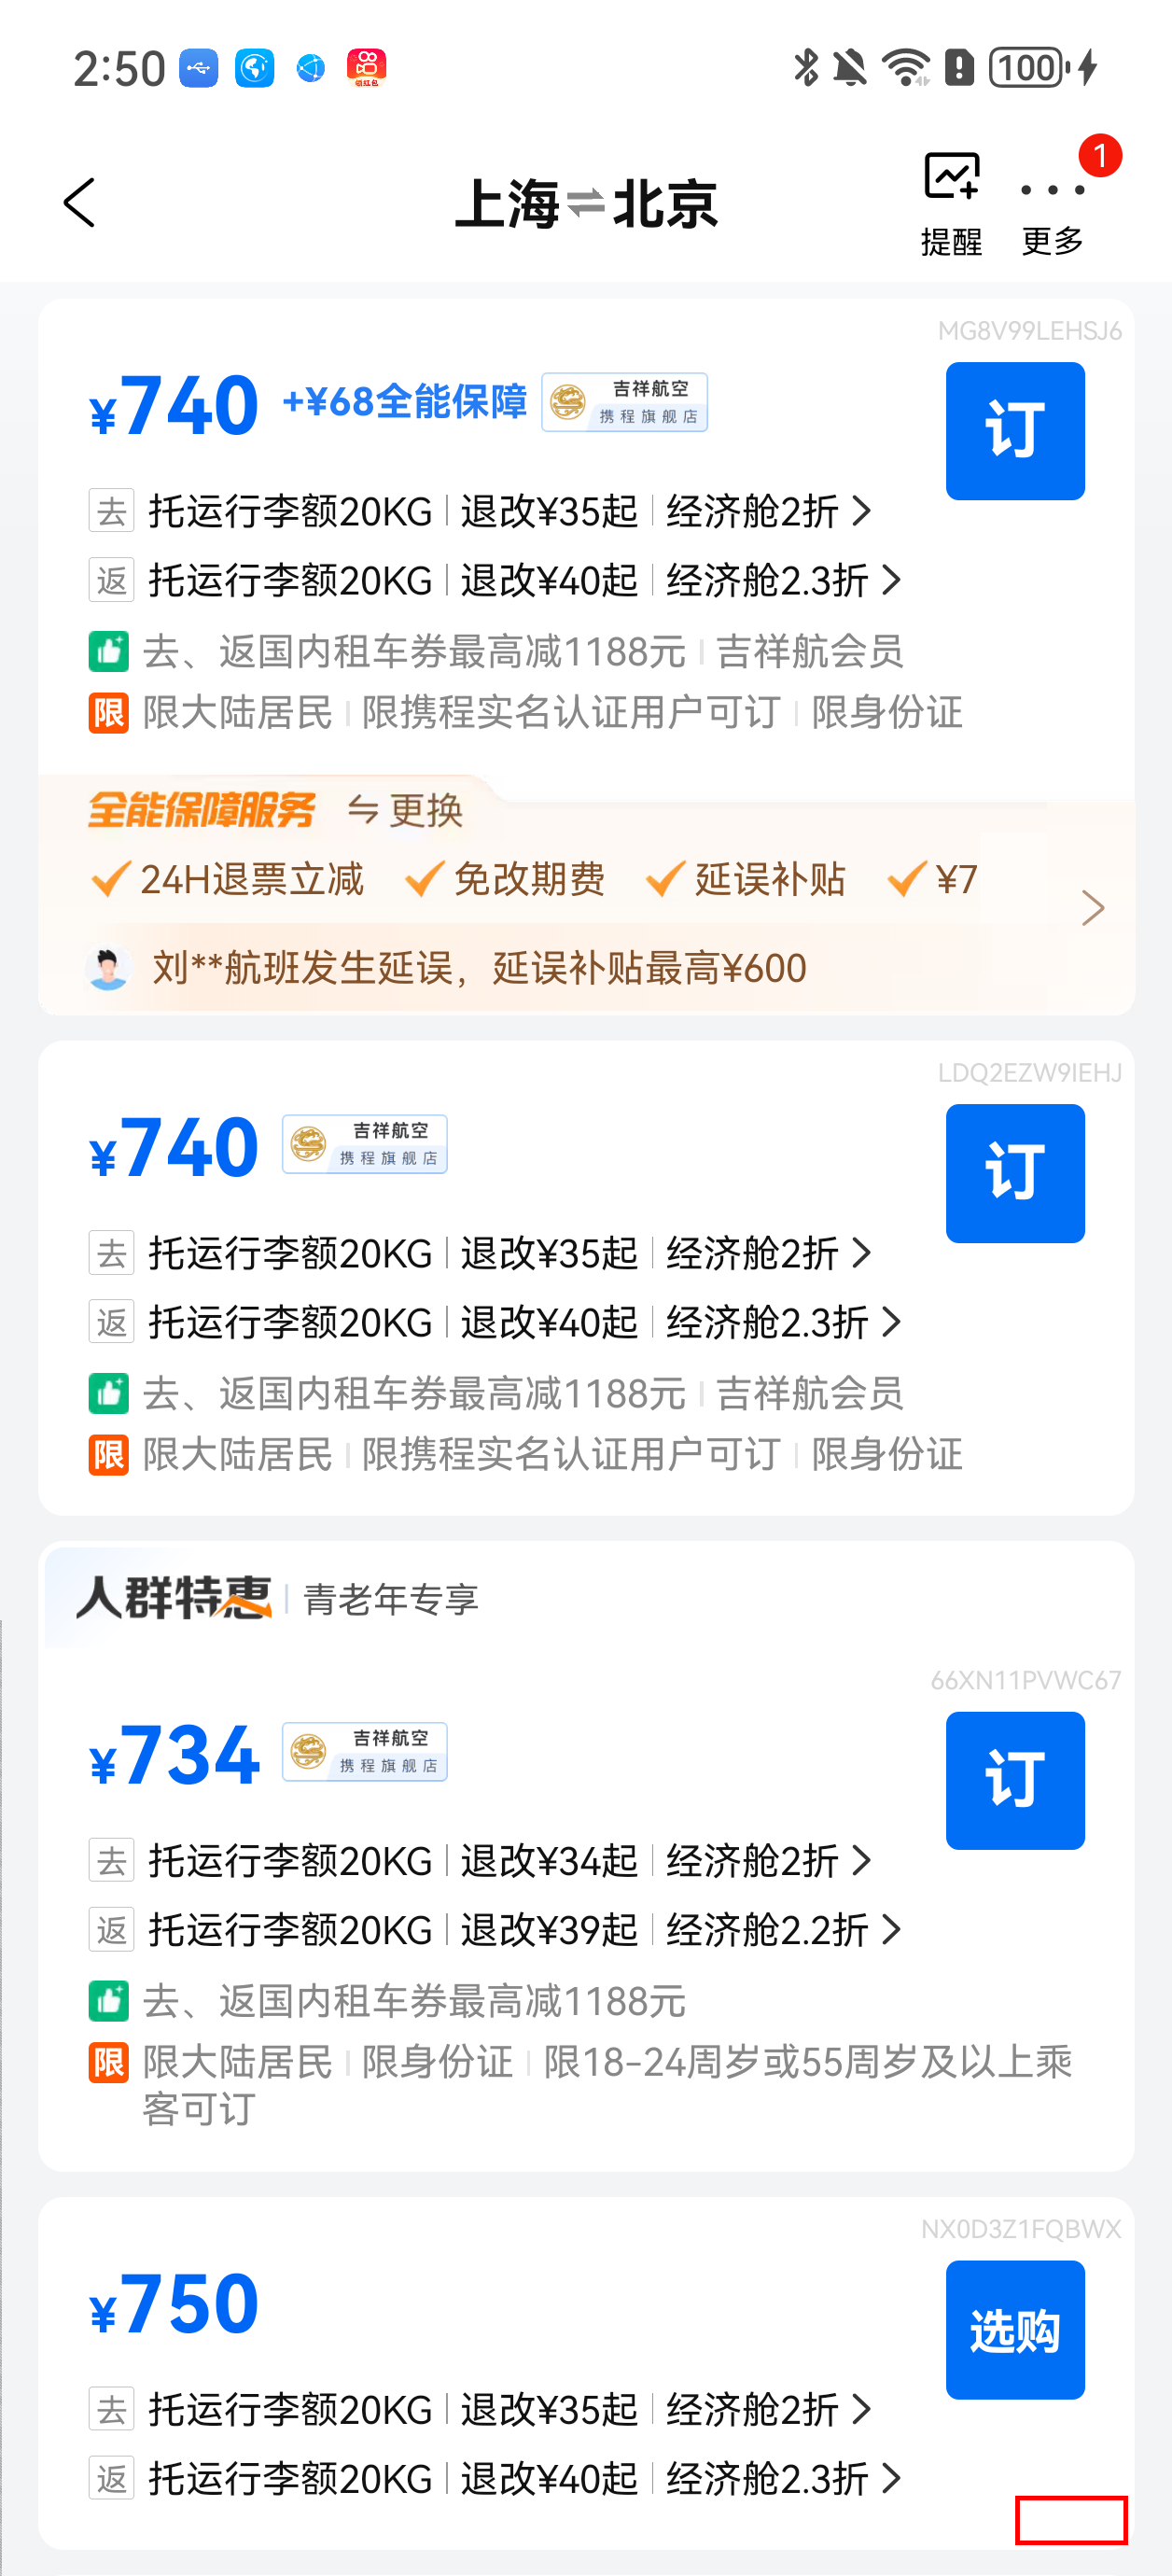 2:50
领红包
100
上海⇌北京
提醒
更多
1
MG8V99LEHSJ6
¥740 +¥68全能保障 吉祥航空 携程旗舰店
订
去 托运行李额20KG | 退改¥35起 | 经济舱2折 >
返 托运行李额20KG | 退改¥40起 | 经济舱2.3折 >
去、返国内租车券最高减1188元 | 吉祥航会员
限 限大陆居民 | 限携程实名认证用户可订 | 限身份证
全能保障服务 ⇋ 更换
24H退票立减 免改期费 延误补贴 ¥7
刘**航班发生延误，延误补贴最高¥600
LDQ2EZW9IEHJ
¥740 吉祥航空 携程旗舰店
订
去 托运行李额20KG | 退改¥35起 | 经济舱2折 >
返 托运行李额20KG | 退改¥40起 | 经济舱2.3折 >
去、返国内租车券最高减1188元 | 吉祥航会员
限 限大陆居民 | 限携程实名认证用户可订 | 限身份证
人群特惠 | 青老年专享
66XN11PVWC67
¥734 吉祥航空 携程旗舰店
订
去 托运行李额20KG | 退改¥34起 | 经济舱2折 >
返 托运行李额20KG | 退改¥39起 | 经济舱2.2折 >
去、返国内租车券最高减1188元
限 限大陆居民 | 限身份证 | 限18-24周岁或55周岁及以上乘
客可订
NX0D3Z1FQBWX
¥750
选购
去 托运行李额20KG | 退改¥35起 | 经济舱2折 >
返 托运行李额20KG | 退改¥40起 | 经济舱2.3折 >